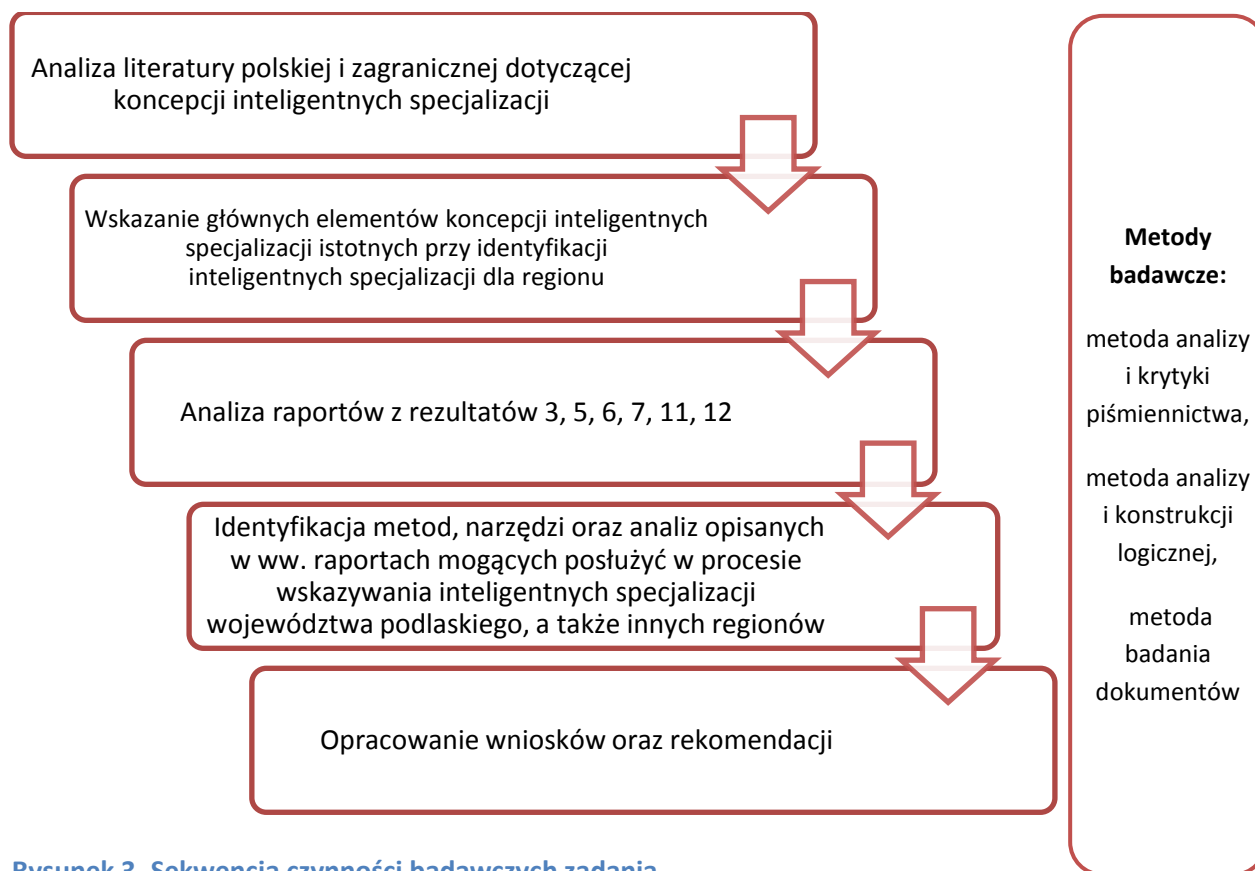 Analiza literatury polskiej i zagranicznej dotyczącej
koncepcji inteligentnych specjalizacji
Wskazanie głównych elementów koncepcji inteligentnych
specjalizacji istotnych przy identyfikacji
inteligentnych specjalizacji dla regionu
Analiza raportów z rezultatów 3, 5, 6, 7, 11, 12
Identyfikacja metod, narzędzi oraz analiz opisanych
w ww. raportach mogących posłużyć w procesie
wskazywania inteligentnych specjalizacji
województwa podlaskiego, a także innych regionów
Opracowanie wniosków oraz rekomendacji
Metody
badawcze:
metoda analizy
i krytyki
piśmiennictwa,
metoda analizy
i konstrukcji
logicznej,
metoda
badania
dokumentów
Rysunek 3. Sekwencja czynności badawczych zadania